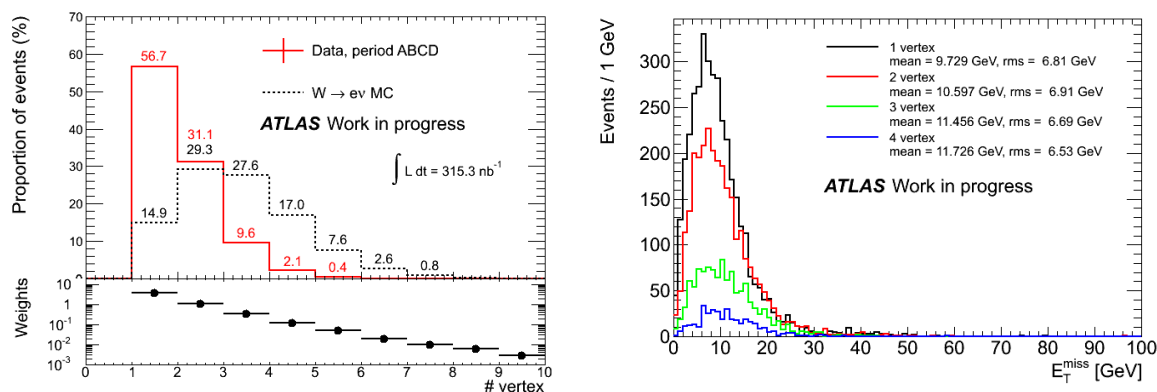 Proportion of events (%)
70
60
50
40
30
20
10
0
56.7
31.1
29.3
27.6
14.9
17.0
9.6
7.6
2.1
0.4
2.6
0.8
Data, period ABCD
W → eν MC
ATLAS Work in progress
∫ L dt = 315.3 nb⁻¹
Weights
10
1
10⁻¹
10⁻²
10⁻³
0 1 2 3 4 5 6 7 8 9 10
# vertex
Events / 1 GeV
300
250
200
150
100
50
0
1 vertex
mean = 9.729 GeV, rms = 6.81 GeV
2 vertex
mean = 10.597 GeV, rms = 6.91 GeV
3 vertex
mean = 11.456 GeV, rms = 6.69 GeV
4 vertex
mean = 11.726 GeV, rms = 6.53 GeV
ATLAS Work in progress
0 10 20 30 40 50 60 70 80 90 100
E_T^miss [GeV]